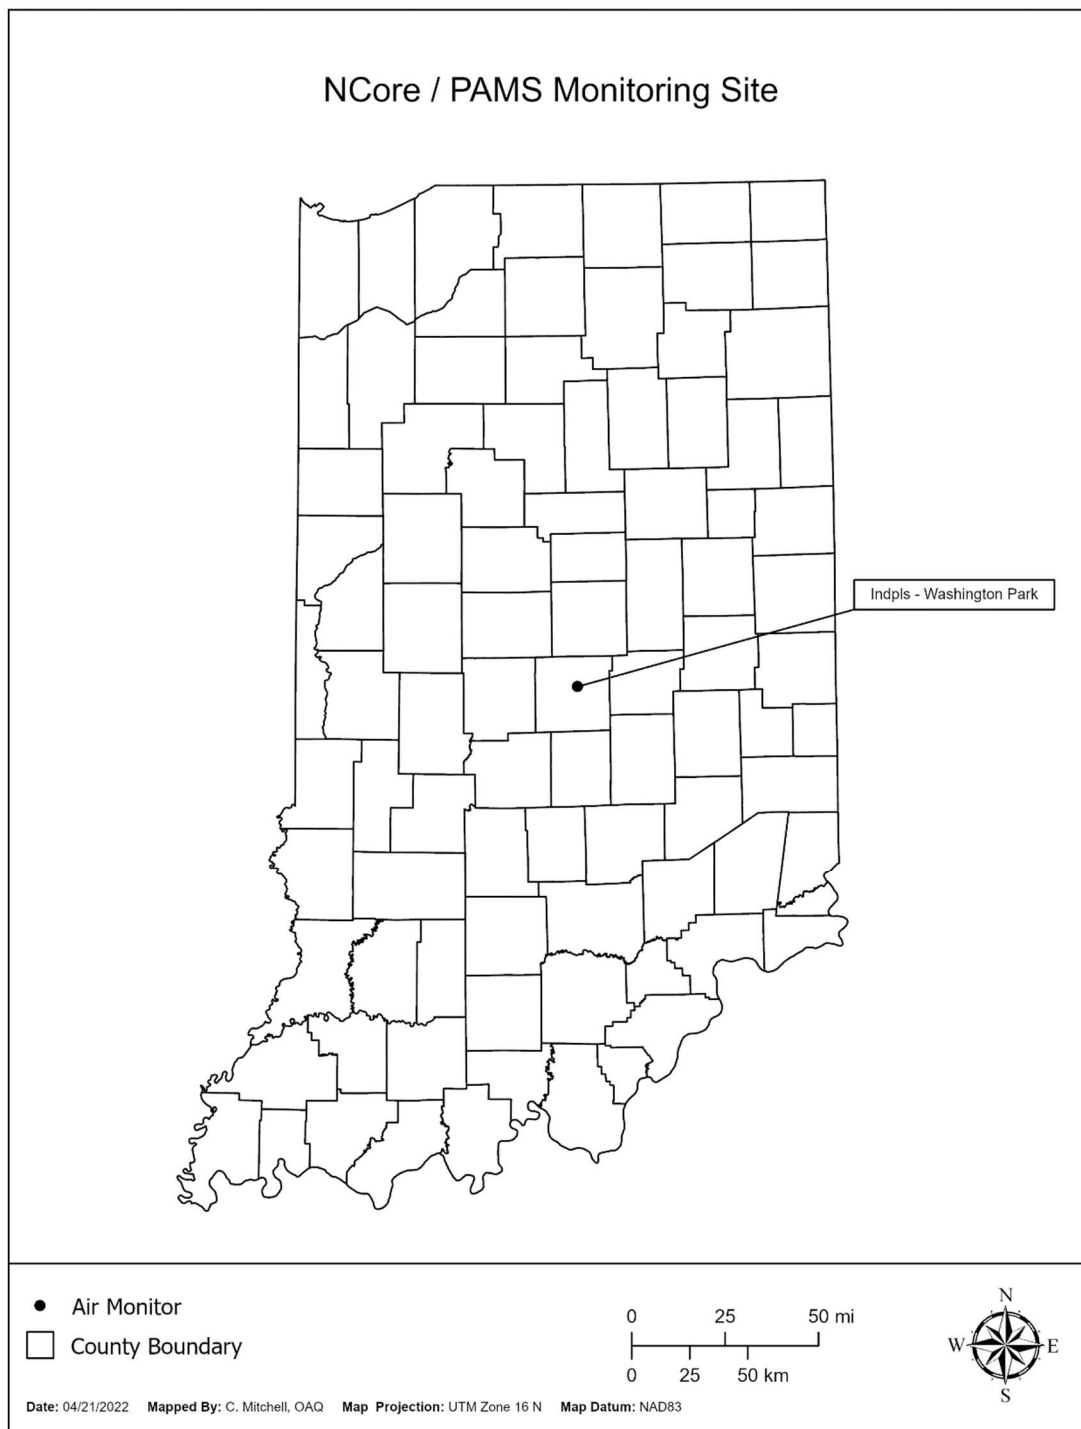 NCore / PAMS Monitoring Site
Indpls - Washington Park
Air Monitor
County Boundary
0 25 50 mi
0 25 50 km
N
W E
S
Date: 04/21/2022 Mapped By: C. Mitchell, OAQ Map Projection: UTM Zone 16 N Map Datum: NAD83